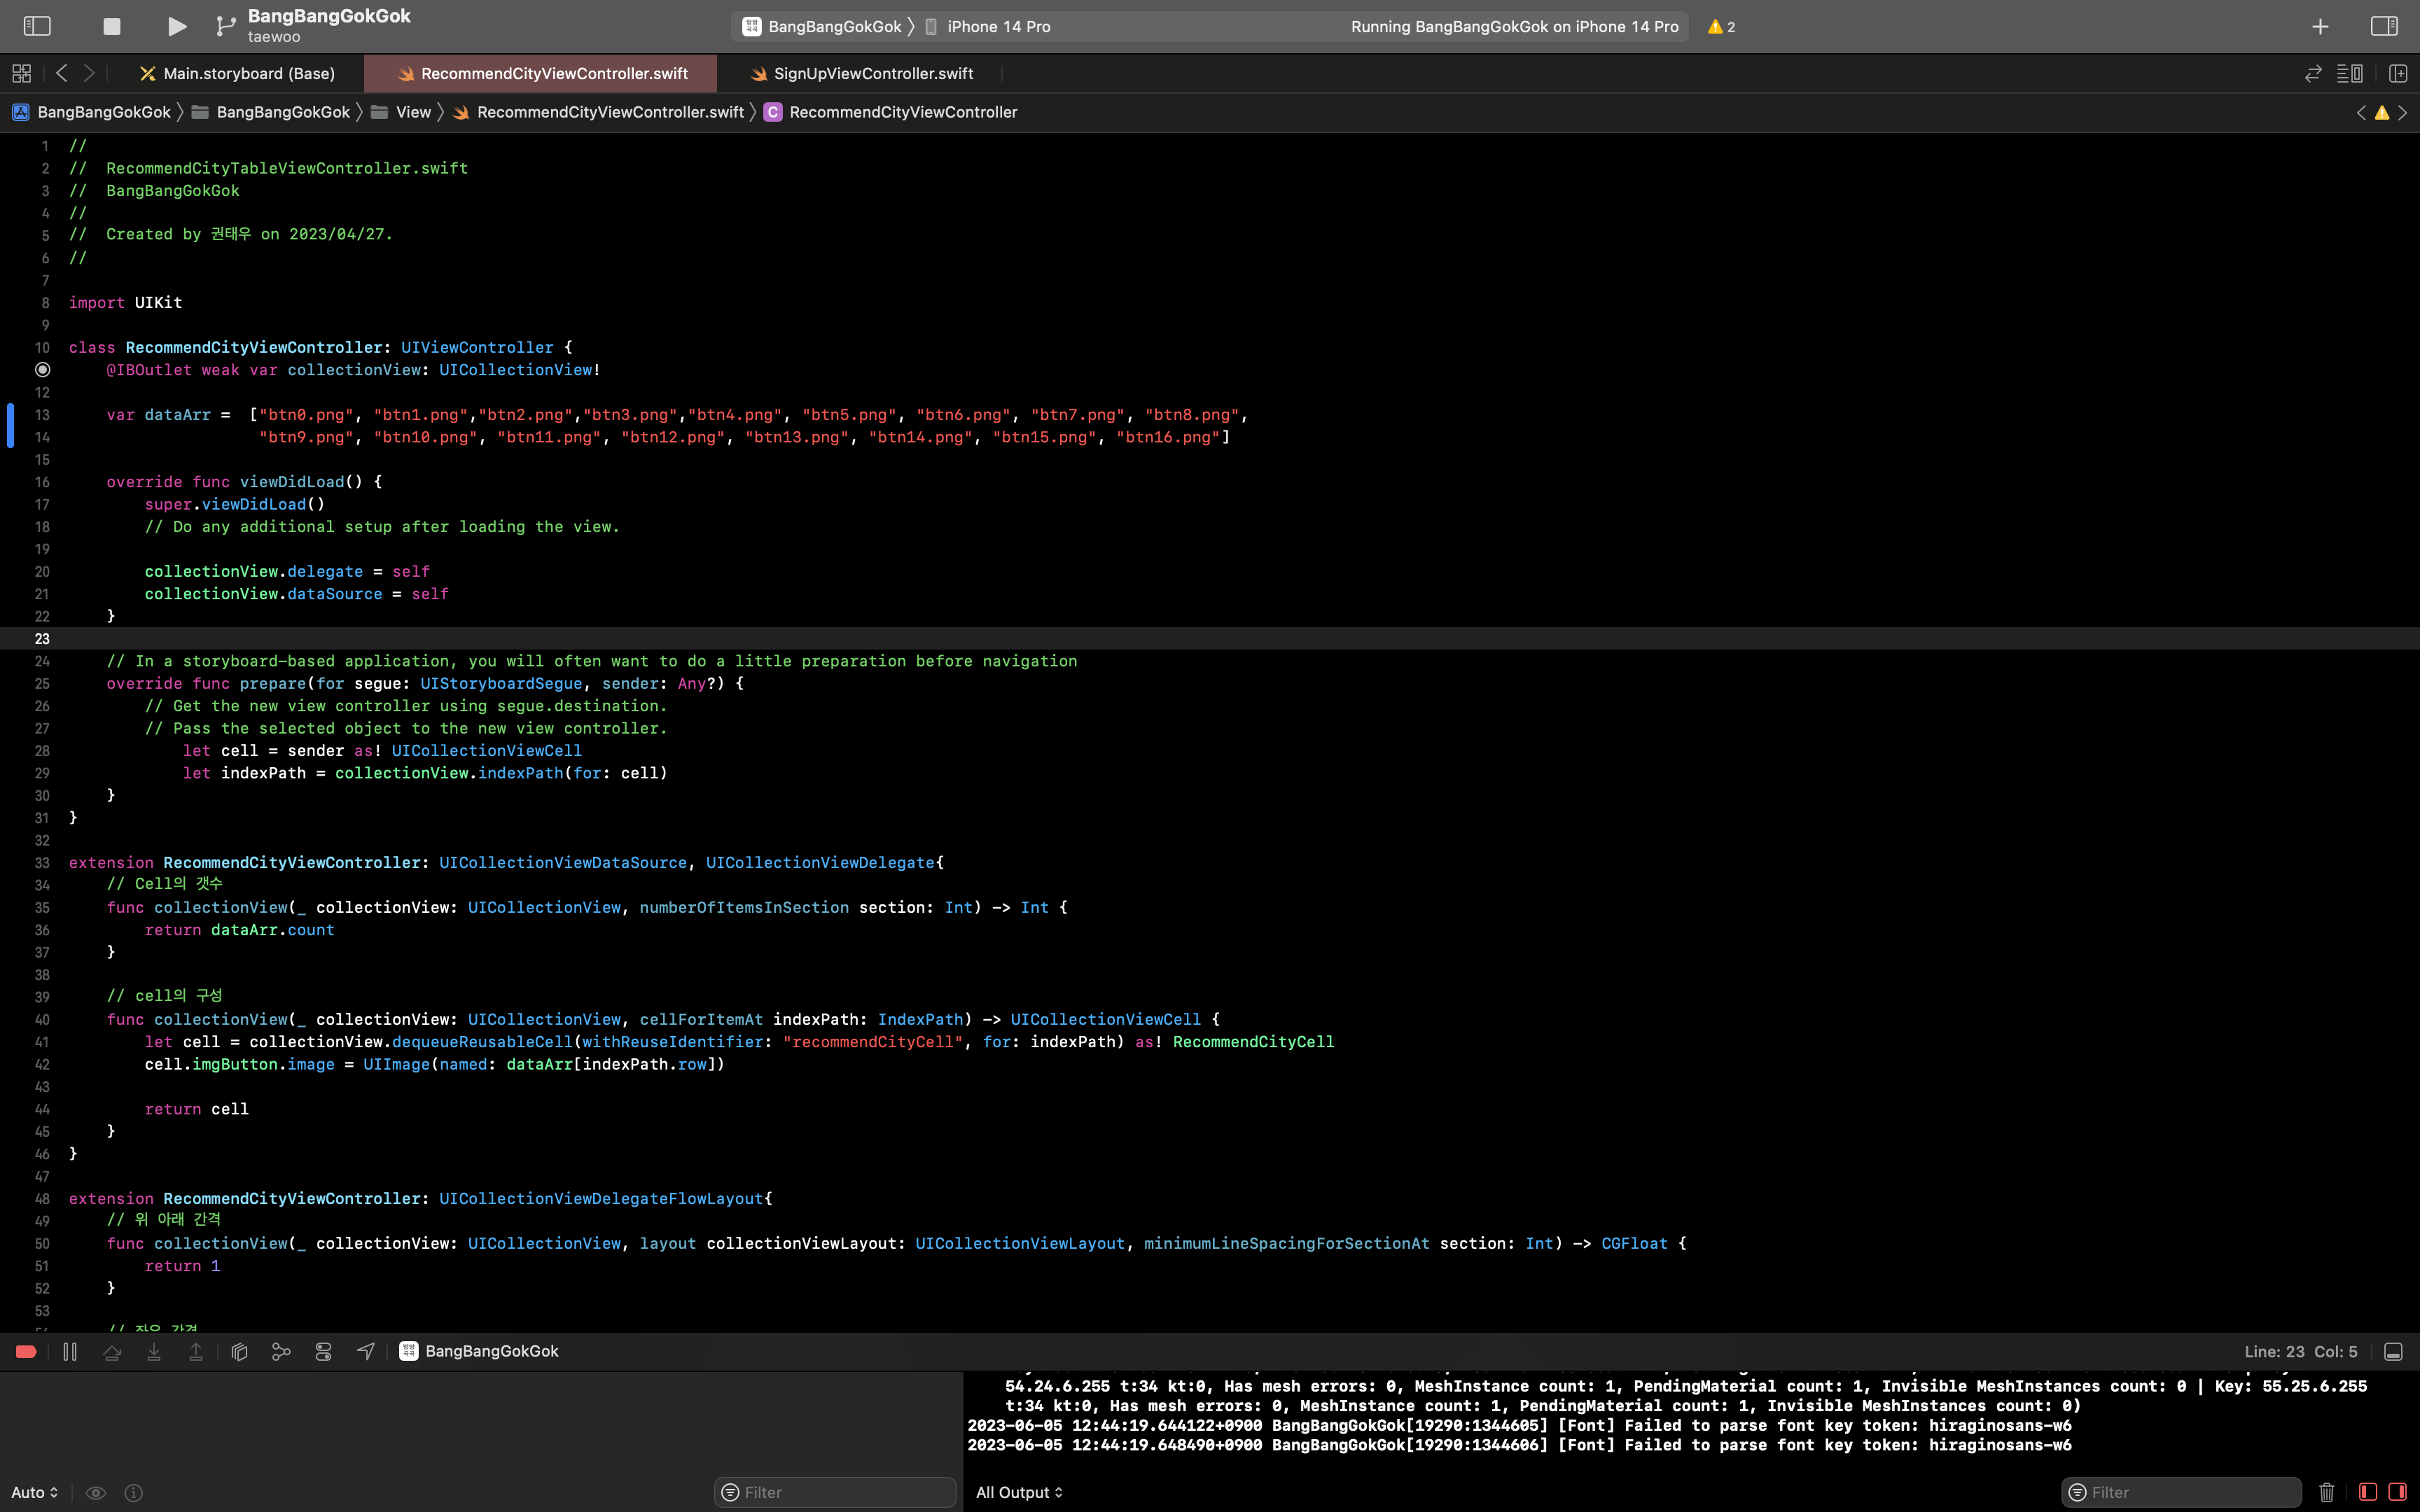 BangBangGokGok
taewoo
BangBangGokGok 〉 iPhone 14 Pro
Running BangBangGokGok on iPhone 14 Pro
2
Main.storyboard (Base)
RecommendCityViewController.swift
SignUpViewController.swift
BangBangGokGok 〉 BangBangGokGok 〉 View 〉 RecommendCityViewController.swift 〉 C RecommendCityViewController
1 //
2 //  RecommendCityTableViewController.swift
3 //  BangBangGokGok
4 //
5 //  Created by 권태우 on 2023/04/27.
6 //
7
8 import UIKit
9
10 class RecommendCityViewController: UIViewController {
    @IBOutlet weak var collectionView: UICollectionView!
12
13     var dataArr =  ["btn0.png", "btn1.png","btn2.png","btn3.png","btn4.png", "btn5.png", "btn6.png", "btn7.png", "btn8.png",
14                     "btn9.png", "btn10.png", "btn11.png", "btn12.png", "btn13.png", "btn14.png", "btn15.png", "btn16.png"]
15
16     override func viewDidLoad() {
17         super.viewDidLoad()
18         // Do any additional setup after loading the view.
19
20         collectionView.delegate = self
21         collectionView.dataSource = self
22     }
23
24     // In a storyboard-based application, you will often want to do a little preparation before navigation
25     override func prepare(for segue: UIStoryboardSegue, sender: Any?) {
26         // Get the new view controller using segue.destination.
27         // Pass the selected object to the new view controller.
28             let cell = sender as! UICollectionViewCell
29             let indexPath = collectionView.indexPath(for: cell)
30     }
31 }
32
33 extension RecommendCityViewController: UICollectionViewDataSource, UICollectionViewDelegate{
34     // Cell의 갯수
35     func collectionView(_ collectionView: UICollectionView, numberOfItemsInSection section: Int) -> Int {
36         return dataArr.count
37     }
38
39     // cell의 구성
40     func collectionView(_ collectionView: UICollectionView, cellForItemAt indexPath: IndexPath) -> UICollectionViewCell {
41         let cell = collectionView.dequeueReusableCell(withReuseIdentifier: "recommendCityCell", for: indexPath) as! RecommendCityCell
42         cell.imgButton.image = UIImage(named: dataArr[indexPath.row])
43
44         return cell
45     }
46 }
47
48 extension RecommendCityViewController: UICollectionViewDelegateFlowLayout{
49     // 위 아래 간격
50     func collectionView(_ collectionView: UICollectionView, layout collectionViewLayout: UICollectionViewLayout, minimumLineSpacingForSectionAt section: Int) -> CGFloat {
51         return 1
52     }
53
BangBangGokGok
Line: 23  Col: 5
54.24.6.255 t:34 kt:0, Has mesh errors: 0, MeshInstance count: 1, PendingMaterial count: 1, Invisible MeshInstances count: 0 | Key: 55.25.6.255
t:34 kt:0, Has mesh errors: 0, MeshInstance count: 1, PendingMaterial count: 1, Invisible MeshInstances count: 0)
2023-06-05 12:44:19.644122+0900 BangBangGokGok[19290:1344605] [Font] Failed to parse font key token: hiraginosans-w6
2023-06-05 12:44:19.648490+0900 BangBangGokGok[19290:1344606] [Font] Failed to parse font key token: hiraginosans-w6
Auto
Filter
All Output
Filter